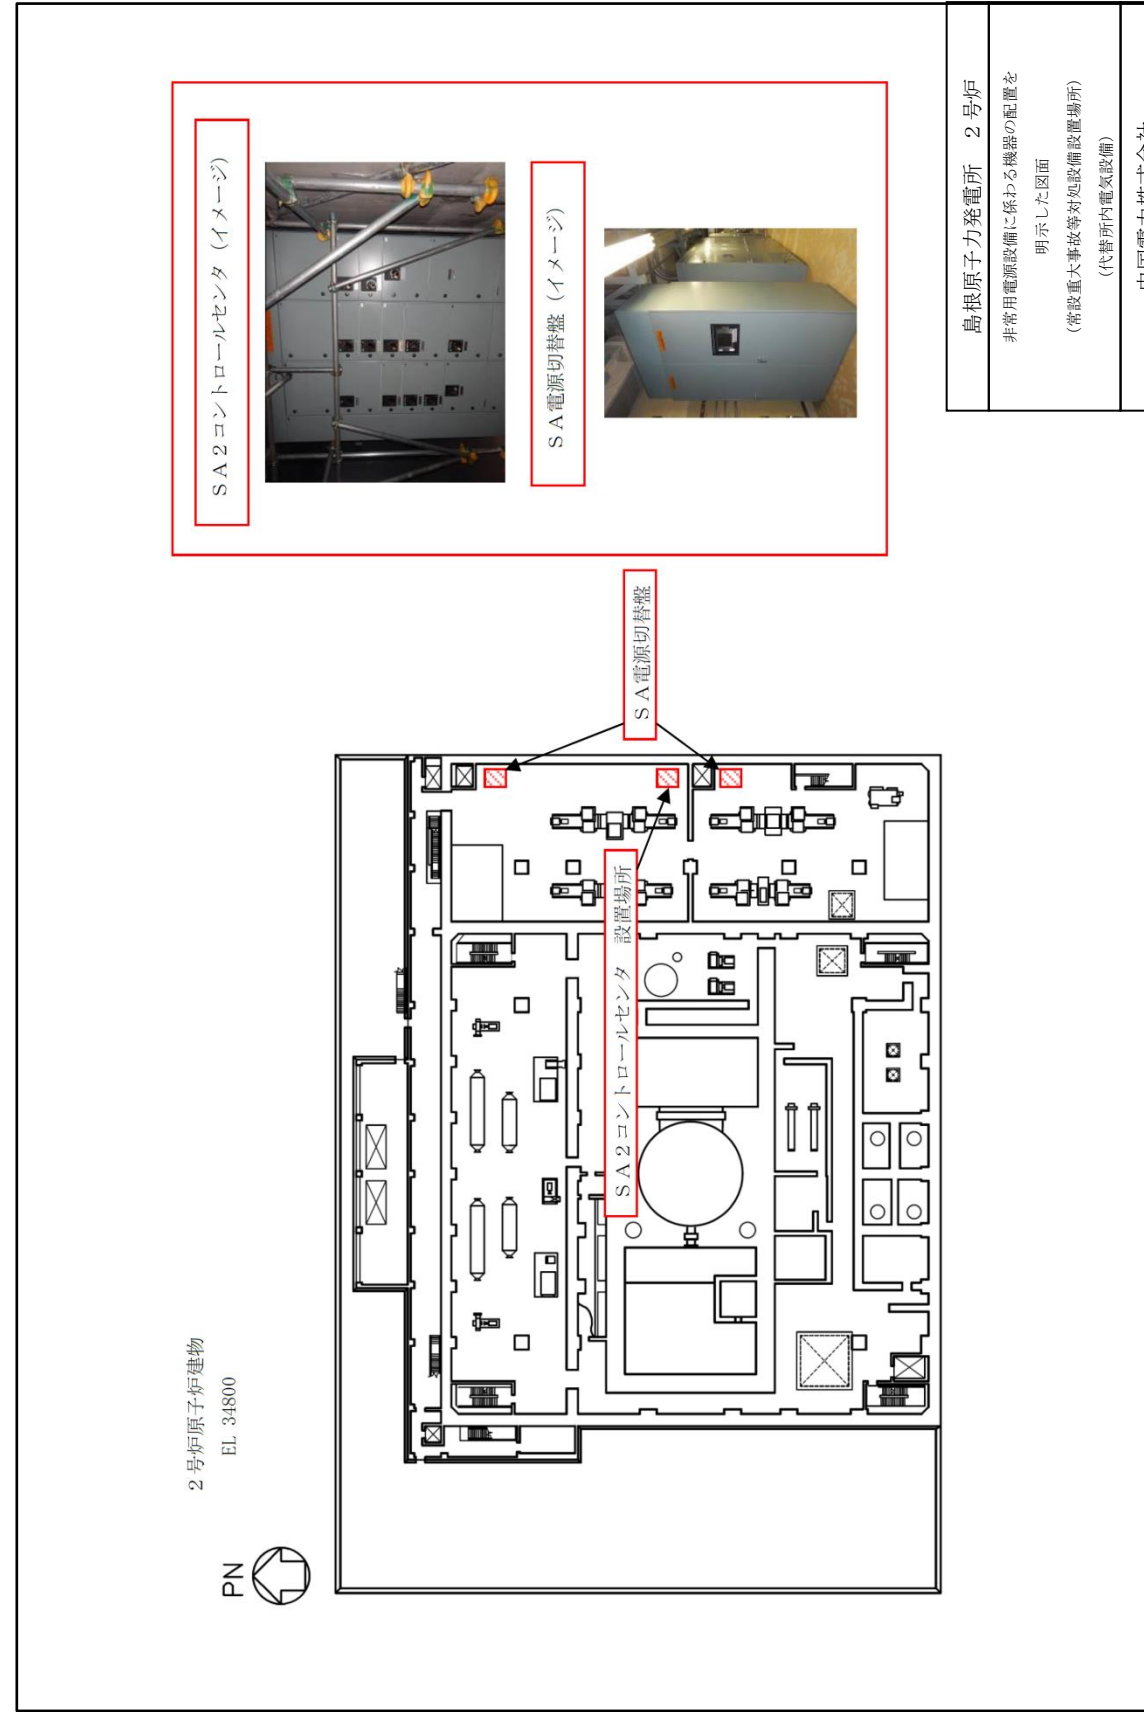 PN
2号炉原子炉建物
EL 34800
SA2コントロールセンタ 設置場所
SA電源切替盤
SA2コントロールセンタ (イメージ)
SA電源切替盤 (イメージ)
島根原子力発電所 2号炉
非常用電源設備に係わる機器の配置を
明示した図面
(常設重大事故等対処設備設置場所)
(代替所内電気設備)